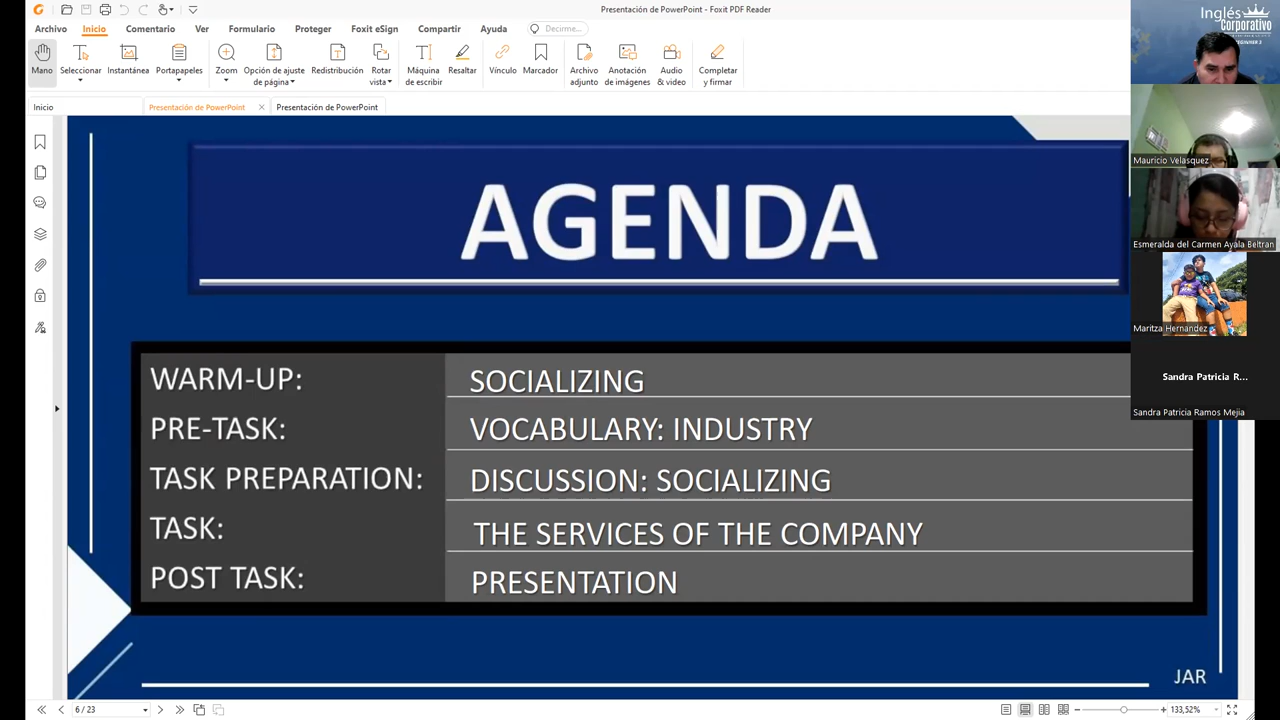 Presentación de PowerPoint - Foxit PDF Reader
Archivo Inicio Comentario Ver Formulario Proteger Foxit eSign Compartir Ayuda Decirme...
Mano Seleccionar Instantánea Portapapeles Zoom Opción de ajuste de página Redistribución Rotar vista Máquina de escribir Resaltar Vínculo Marcador Archivo adjunto Anotación de imágenes Audio & video Completar y firmar
Inicio Presentación de PowerPoint Presentación de PowerPoint
AGENDA
WARM-UP: SOCIALIZING
PRE-TASK: VOCABULARY: INDUSTRY
TASK PREPARATION: DISCUSSION: SOCIALIZING
TASK: THE SERVICES OF THE COMPANY
POST TASK: PRESENTATION
JAR
6 / 23
133,52%
Inglés
Corporativo
Mauricio Velasquez
Esmeralda del Carmen Ayala Beltran
Maritza Hernandez
Sandra Patricia R...
Sandra Patricia Ramos Mejia